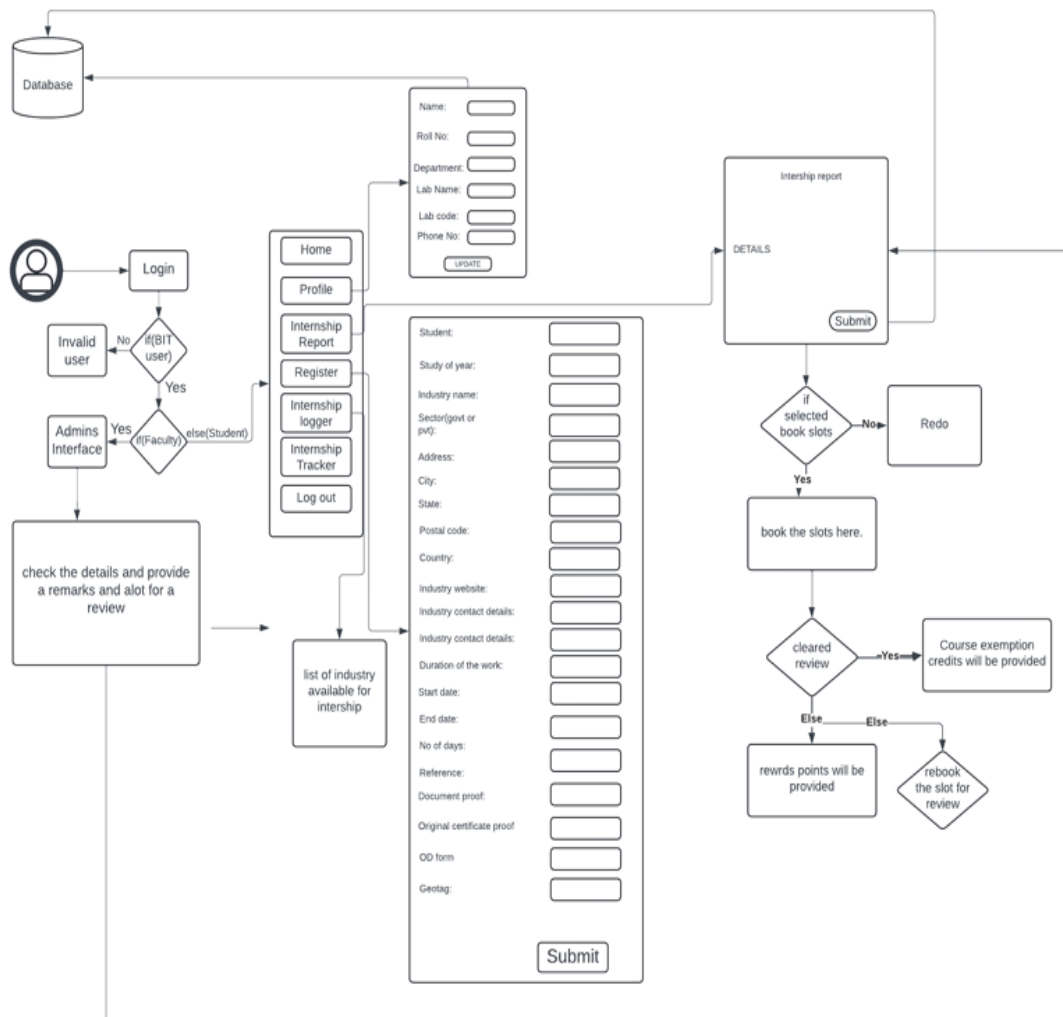 Database
Name:
Roll No:
Department:
Lab Name:
Lab code:
Phone No:
UPDATE
Intership report
DETAILS
Submit
Login
if(BIT
user)
No
Invalid
user
Yes
if(Faculty)
Yes
Admins
Interface
else(Student)
check the details and provide
a remarks and alot for a
review
Home
Profile
Internship
Report
Register
Internship
logger
Internship
Tracker
Log out
list of industry
available for
intership
Student:
Study of year:
Industry name:
Sector(govt or
pvt):
Address:
City:
State:
Postal code:
Country:
Industry website:
Industry contact details:
Industry contact details:
Duration of the work:
Start date:
End date:
No of days:
Reference:
Document proof:
Original certificate proof
OD form
Geotag:
Submit
if
selected
book slots
No
Redo
Yes
book the slots here.
cleared
review
Yes
Course exemption
credits will be provided
Else
Else
rewrds points will be
provided
rebook
the slot for
review